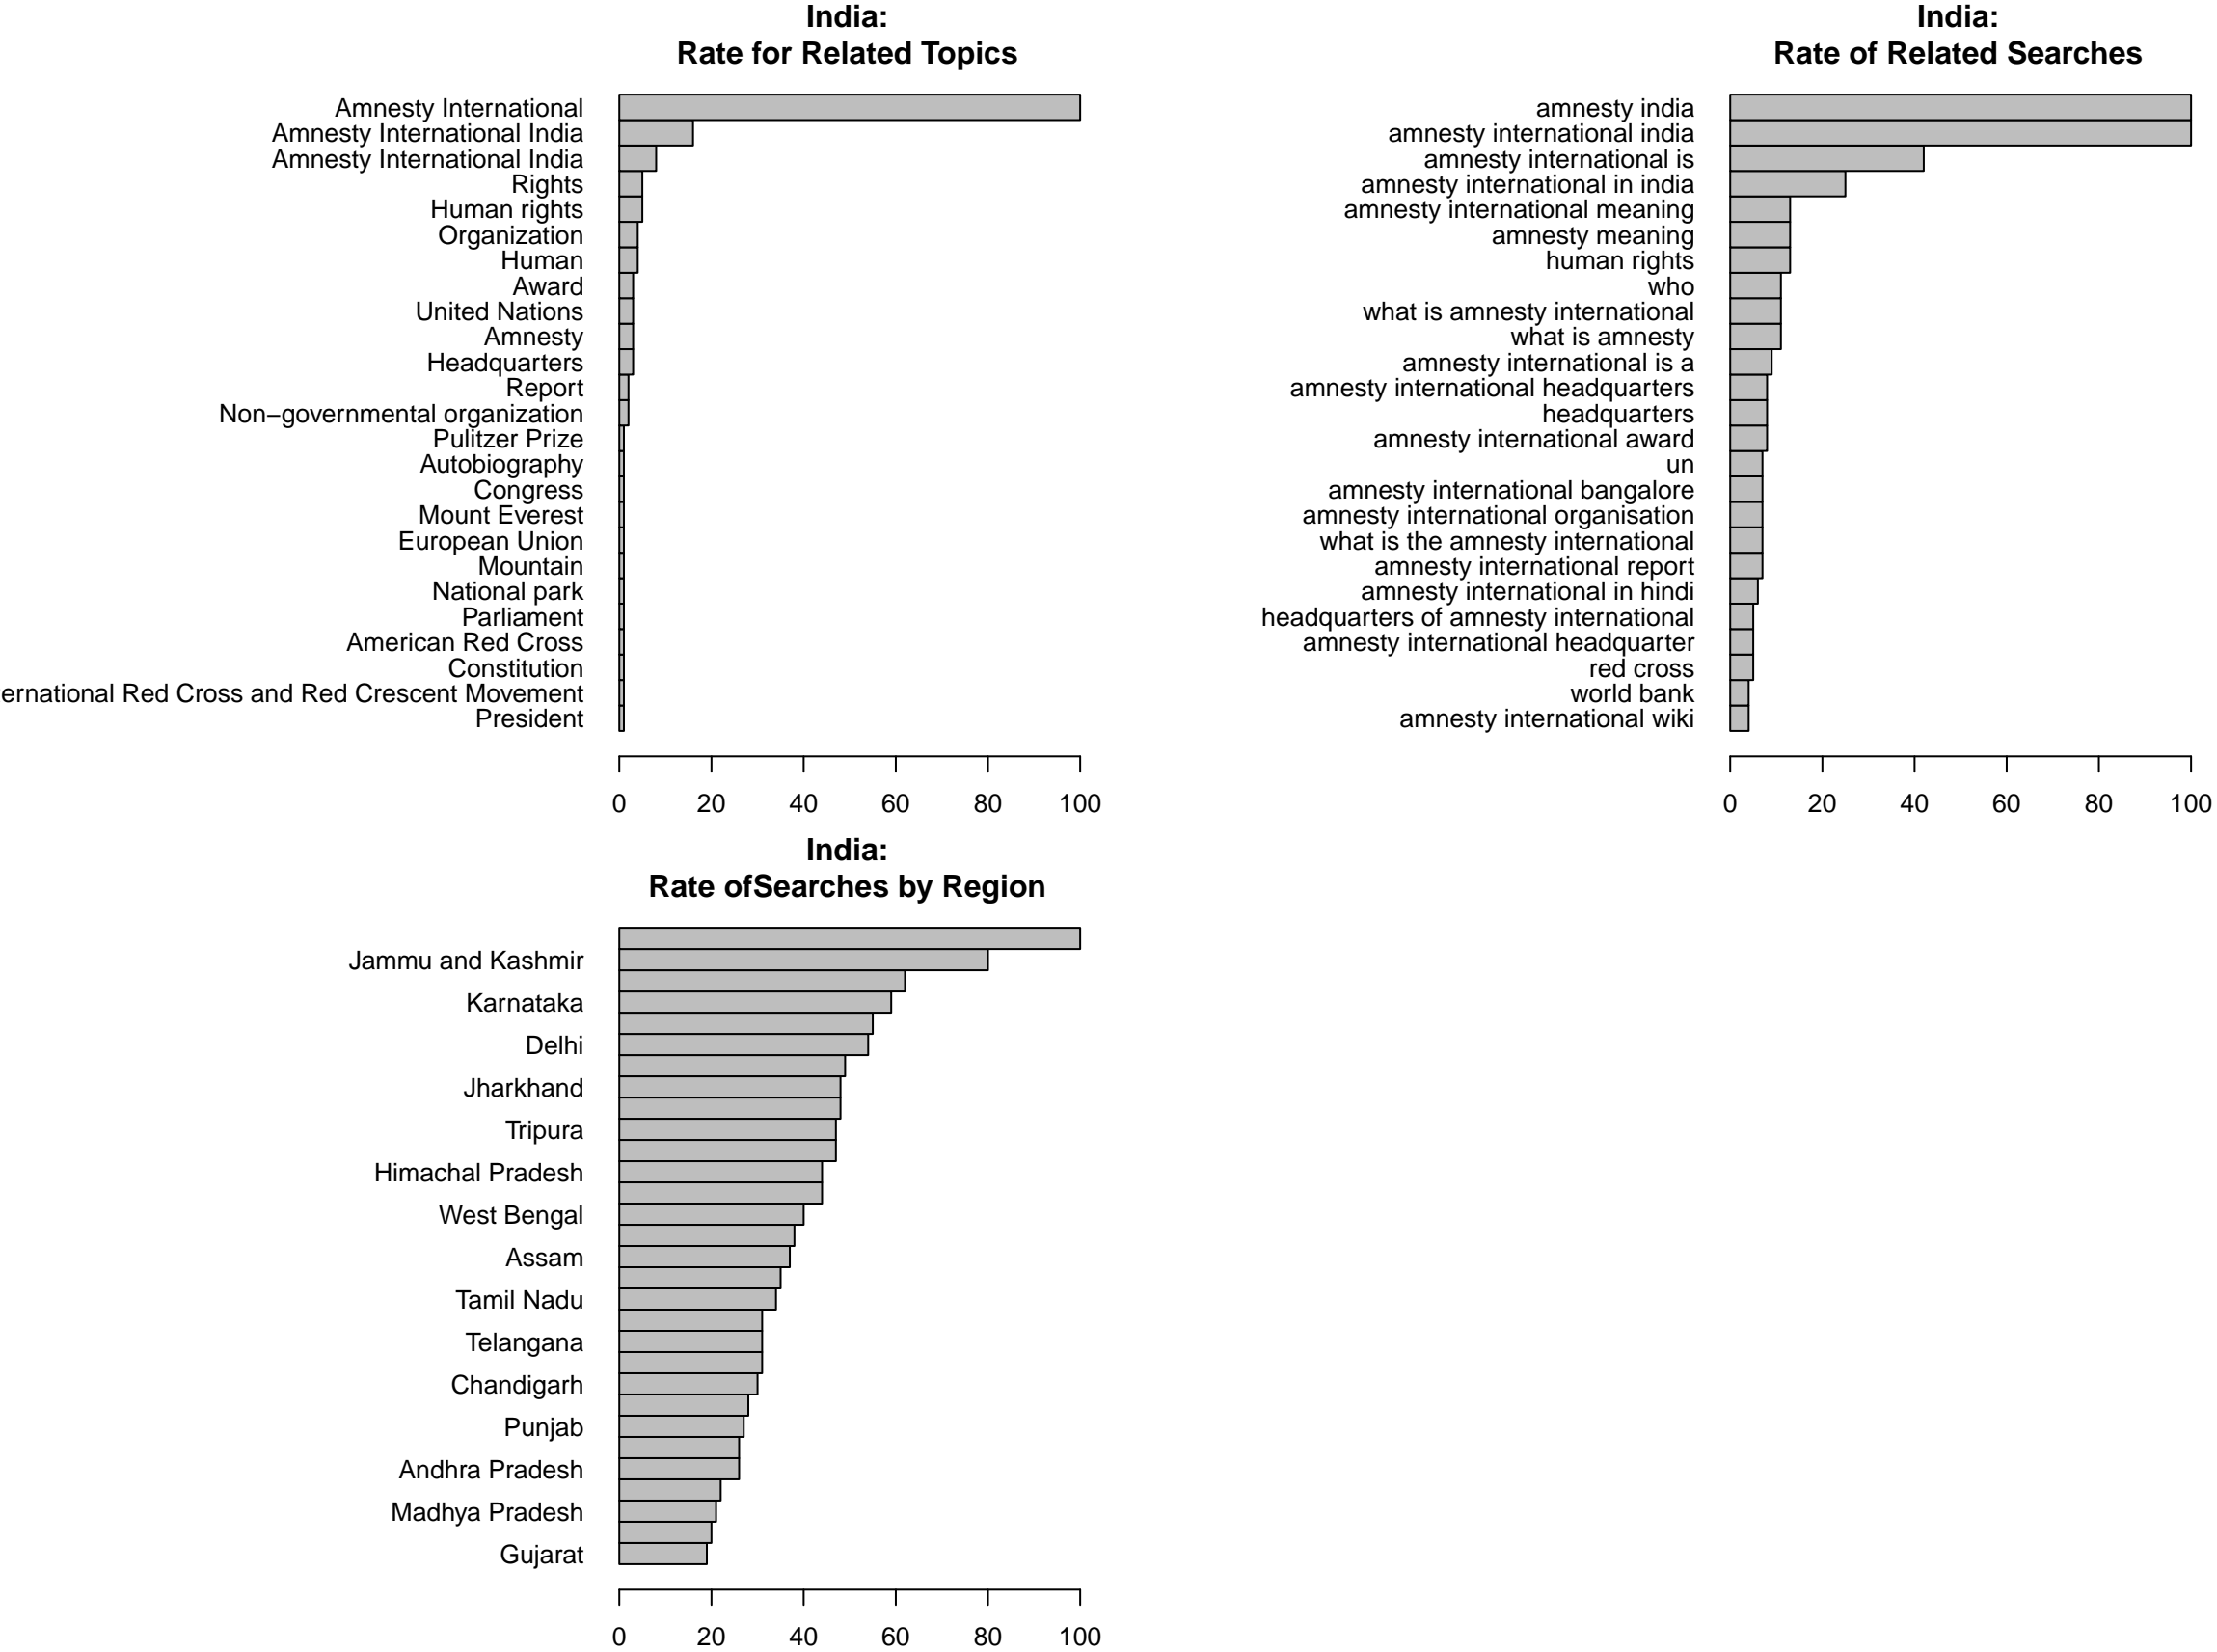 India:
Rate for Related Topics
Amnesty International
Amnesty International India
Amnesty International India
Rights
Human rights
Organization
Human
Award
United Nations
Amnesty
Headquarters
Report
Non−governmental organization
Pulitzer Prize
Autobiography
Congress
Mount Everest
European Union
Mountain
National park
Parliament
American Red Cross
Constitution
ernational Red Cross and Red Crescent Movement
President
0 20 40 60 80 100
India:
Rate of Related Searches
amnesty india
amnesty international india
amnesty international is
amnesty international in india
amnesty international meaning
amnesty meaning
human rights
who
what is amnesty international
what is amnesty
amnesty international is a
amnesty international headquarters
headquarters
amnesty international award
un
amnesty international bangalore
amnesty international organisation
what is the amnesty international
amnesty international report
amnesty international in hindi
headquarters of amnesty international
amnesty international headquarter
red cross
world bank
amnesty international wiki
0 20 40 60 80 100
India:
Rate ofSearches by Region
Jammu and Kashmir
Karnataka
Delhi
Jharkhand
Tripura
Himachal Pradesh
West Bengal
Assam
Tamil Nadu
Telangana
Chandigarh
Punjab
Andhra Pradesh
Madhya Pradesh
Gujarat
0 20 40 60 80 100